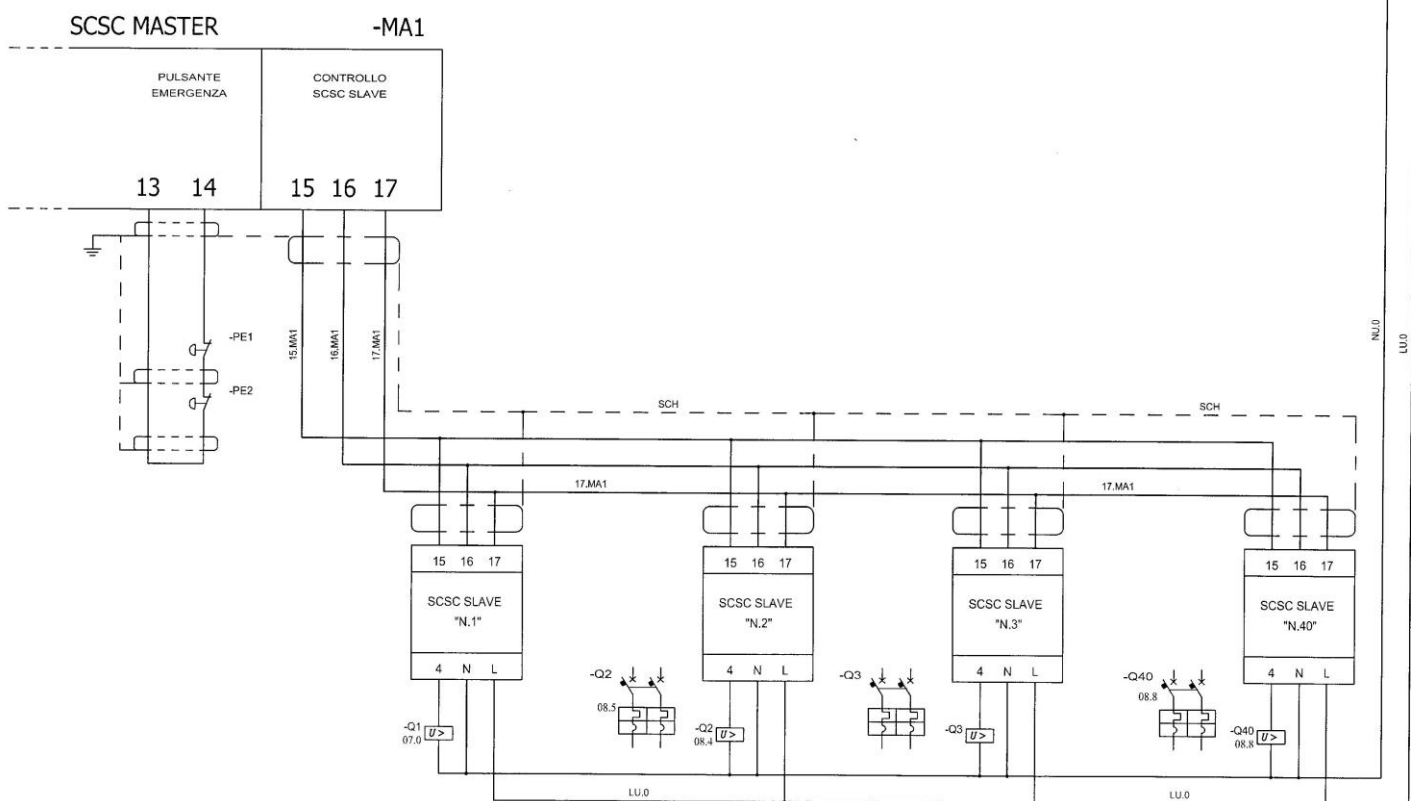 SCSC MASTER -MA1
PULSANTE
EMERGENZA
CONTROLLO
SCSC SLAVE
13 14 15 16 17
15.MA1
16.MA1
17.MA1
-PE1
-PE2
NU.0
LU.0
SCH SCH
17.MA1 17.MA1
15 16 17
SCSC SLAVE
"N.1"
4 N L
15 16 17
SCSC SLAVE
"N.2"
4 N L
15 16 17
SCSC SLAVE
"N.3"
4 N L
15 16 17
SCSC SLAVE
"N.40"
4 N L
-Q1
07.0
U>
-Q2
08.5
-Q2
08.4
U>
-Q3
-Q3
U>
-Q40
08.8
-Q40
08.8
U>
LU.0 LU.0